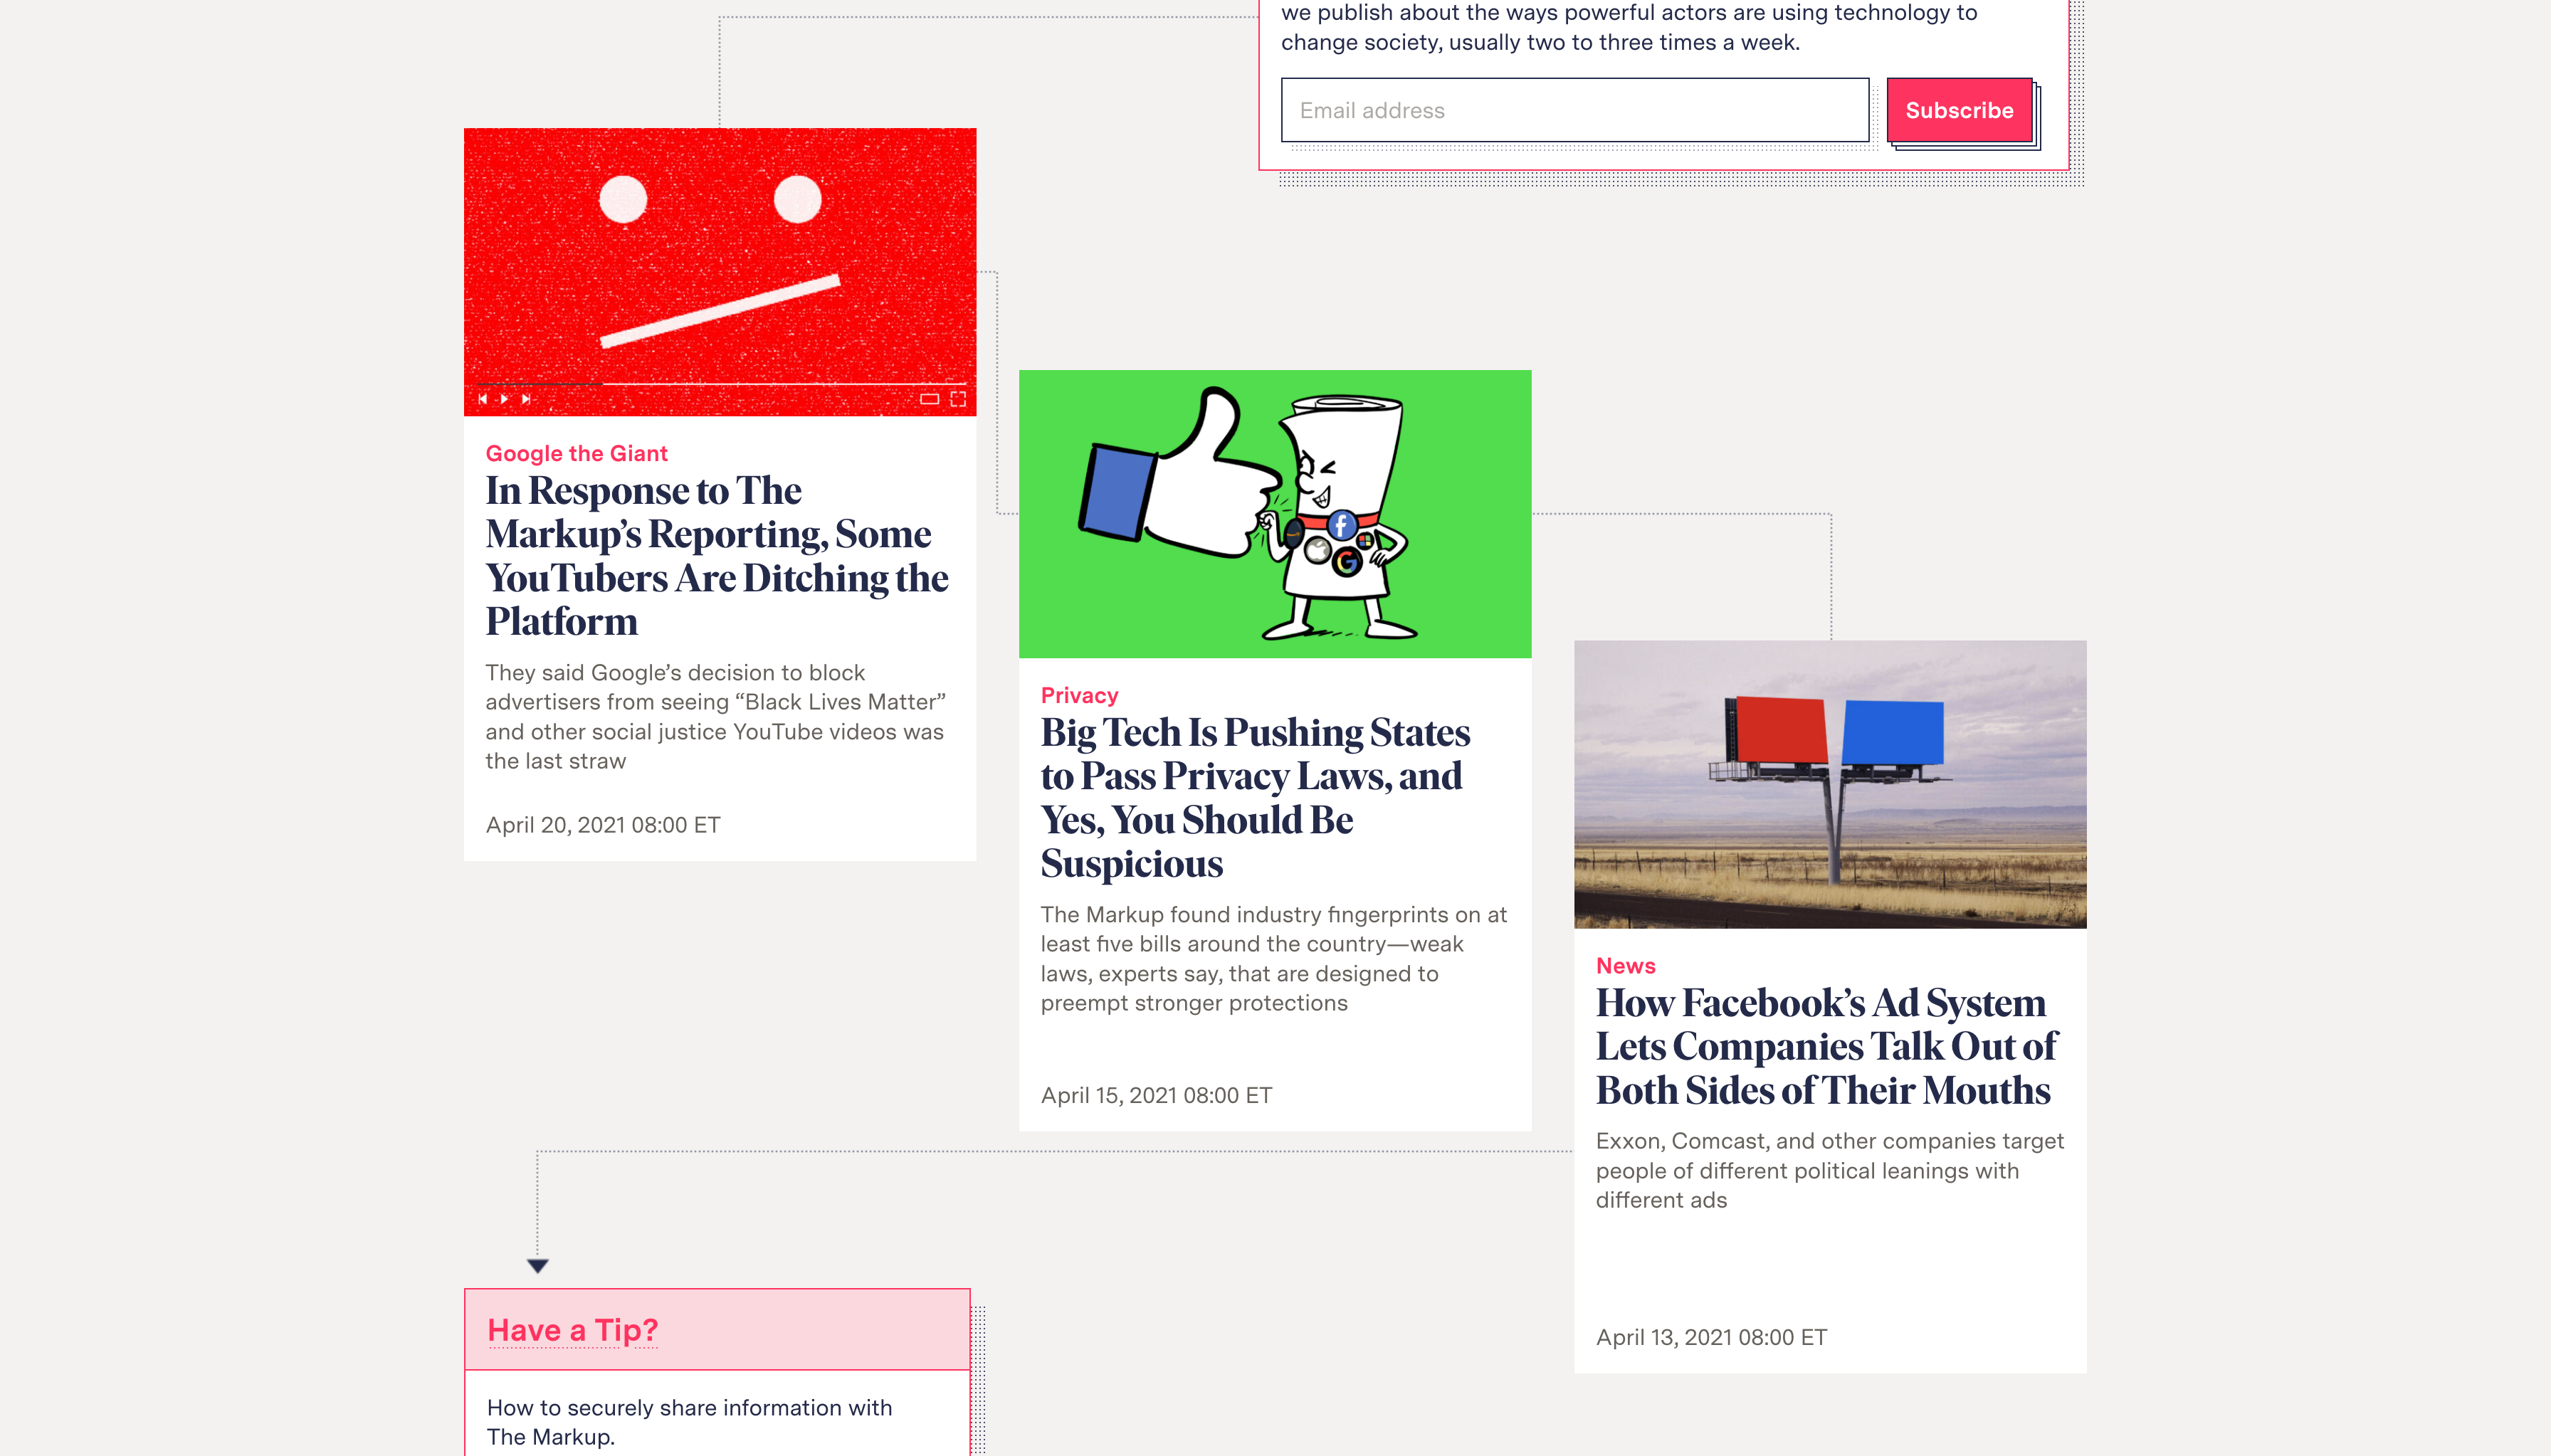 we publish about the ways powerful actors are using technology to
change society, usually two to three times a week.
Email address
Subscribe
Google the Giant
In Response to The
Markup’s Reporting, Some
YouTubers Are Ditching the
Platform
They said Google’s decision to block
advertisers from seeing “Black Lives Matter”
and other social justice YouTube videos was
the last straw
April 20, 2021 08:00 ET
Privacy
Big Tech Is Pushing States
to Pass Privacy Laws, and
Yes, You Should Be
Suspicious
The Markup found industry fingerprints on at
least five bills around the country—weak
laws, experts say, that are designed to
preempt stronger protections
April 15, 2021 08:00 ET
News
How Facebook’s Ad System
Lets Companies Talk Out of
Both Sides of Their Mouths
Exxon, Comcast, and other companies target
people of different political leanings with
different ads
April 13, 2021 08:00 ET
Have a Tip?
How to securely share information with
The Markup.